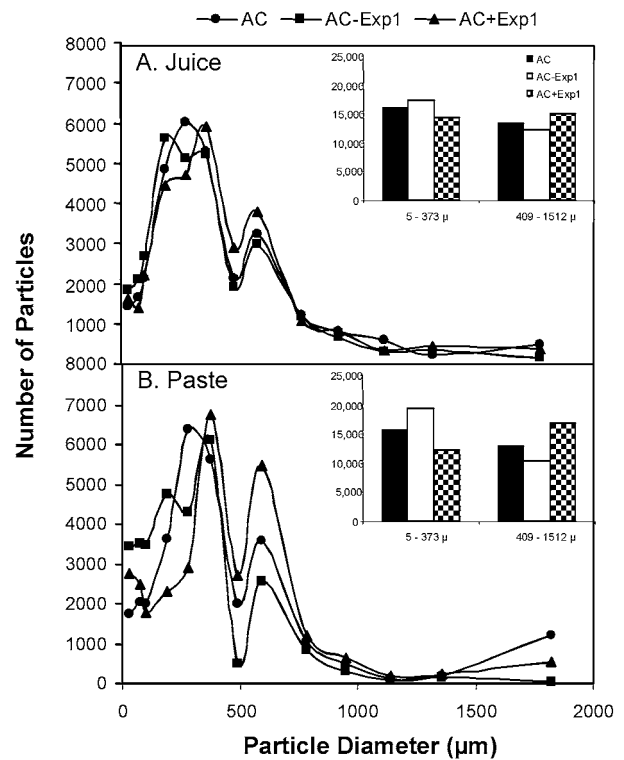 AC AC-Exp1 AC+Exp1
8000
7000
6000
5000
4000
3000
2000
1000
8000
7000
6000
5000
4000
3000
2000
1000
0
Number of Particles
A. Juice
25,000
20,000
15,000
10,000
5,000
0
AC
AC-Exp1
AC+Exp1
5 - 373 µ
409 - 1512 µ
B. Paste
25,000
20,000
15,000
10,000
5,000
0
5 - 373 µ
409 - 1512 µ
0 500 1000 1500 2000
Particle Diameter (µm)